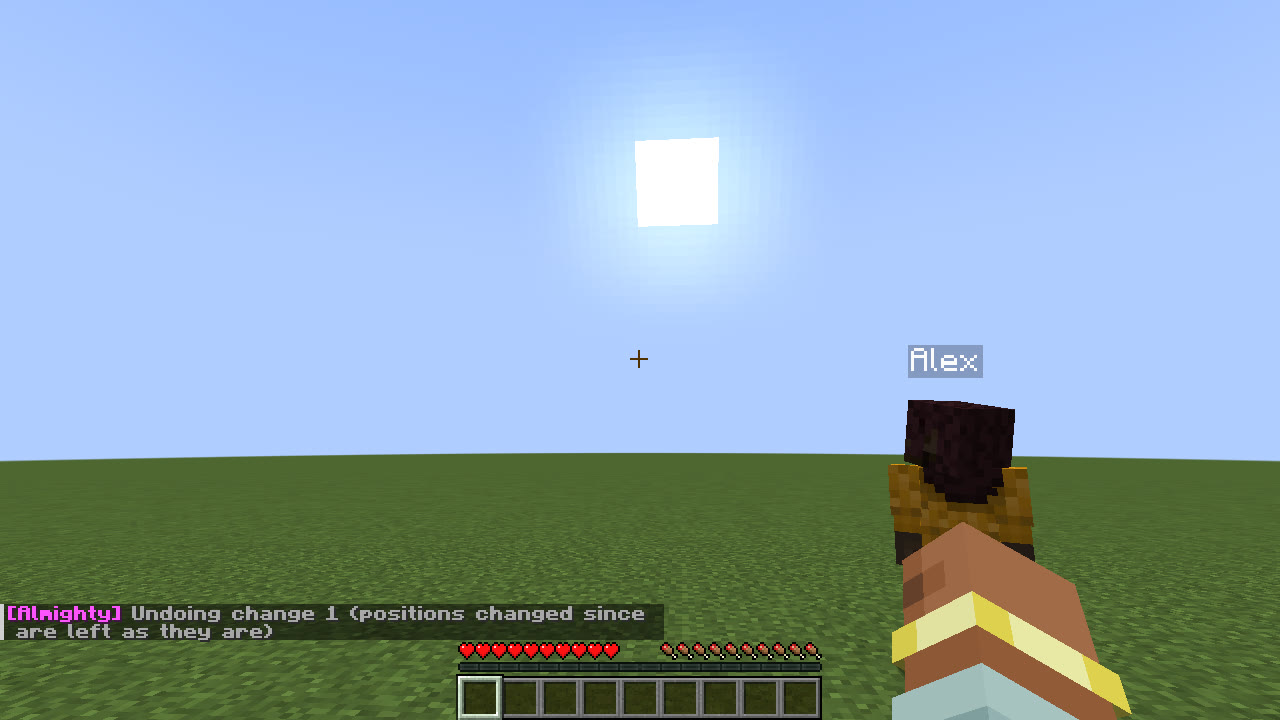 Alex
[Almighty] Undoing change 1 (positions changed since
are left as they are)